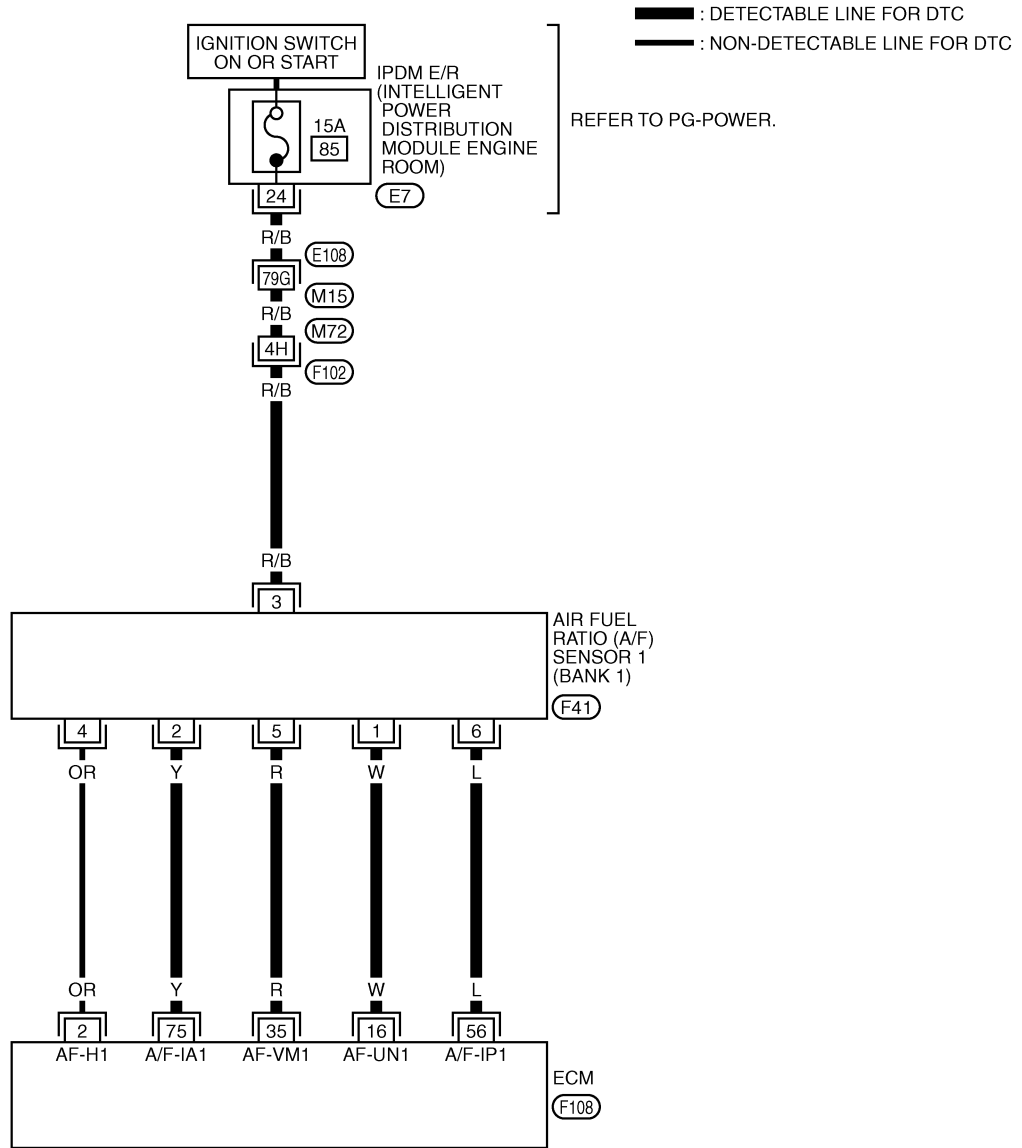 : DETECTABLE LINE FOR DTC
: NON-DETECTABLE LINE FOR DTC
IGNITION SWITCH
ON OR START
IPDM E/R
(INTELLIGENT
POWER
DISTRIBUTION
MODULE ENGINE
ROOM)
15A
85
REFER TO PG-POWER.
24
E7
R/B
E108
79G
M15
R/B
M72
4H
F102
R/B
R/B
3
AIR FUEL
RATIO (A/F)
SENSOR 1
(BANK 1)
F41
4 2 5 1 6
OR Y R W L
OR Y R W L
2 75 35 16 56
AF-H1 A/F-IA1 AF-VM1 AF-UN1 A/F-IP1
ECM
F108